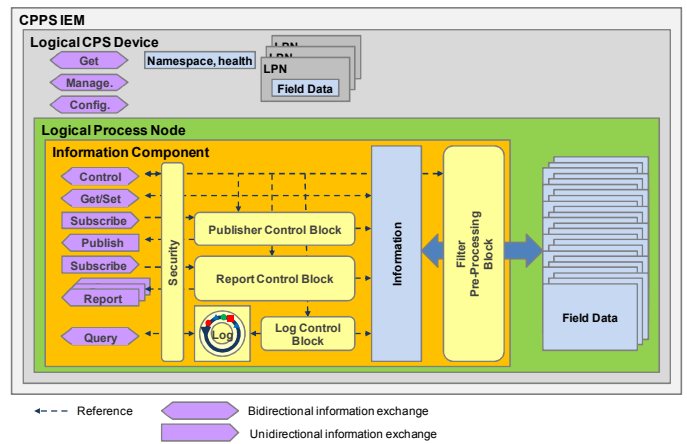 CPPS IEM
Logical CPS Device
Get
Namespace, health
LPN
LPN
Field Data
Manage.
Config.
Logical Process Node
Information Component
Control
Get/Set
Subscribe
Publish
Subscribe
Report
Query
Security
Publisher Control Block
Report Control Block
Log
Log Control
Block
Information
Filter
Pre-Processing
Block
Field Data
Reference
Bidirectional information exchange
Unidirectional information exchange